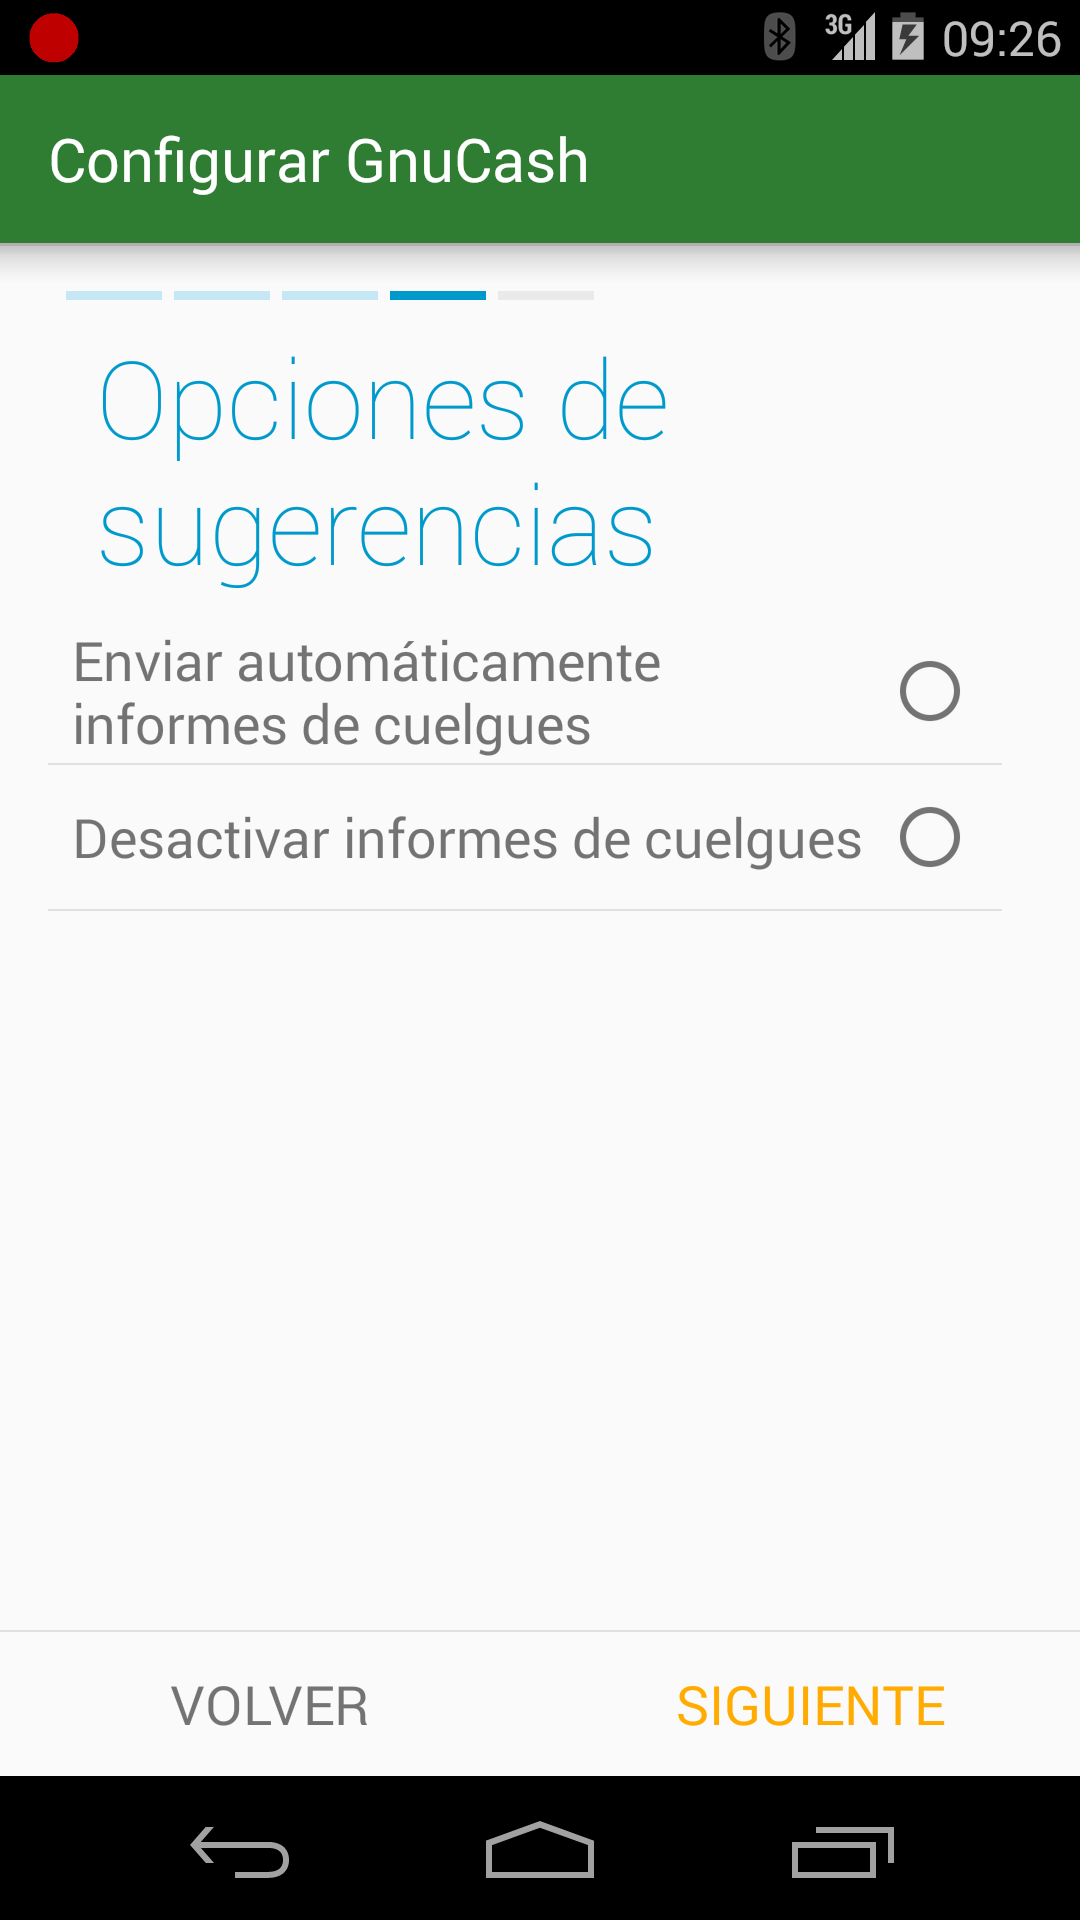 3G 09:26
Configurar GnuCash
Opciones de
sugerencias
Enviar automáticamente
informes de cuelgues
Desactivar informes de cuelgues
VOLVER SIGUIENTE